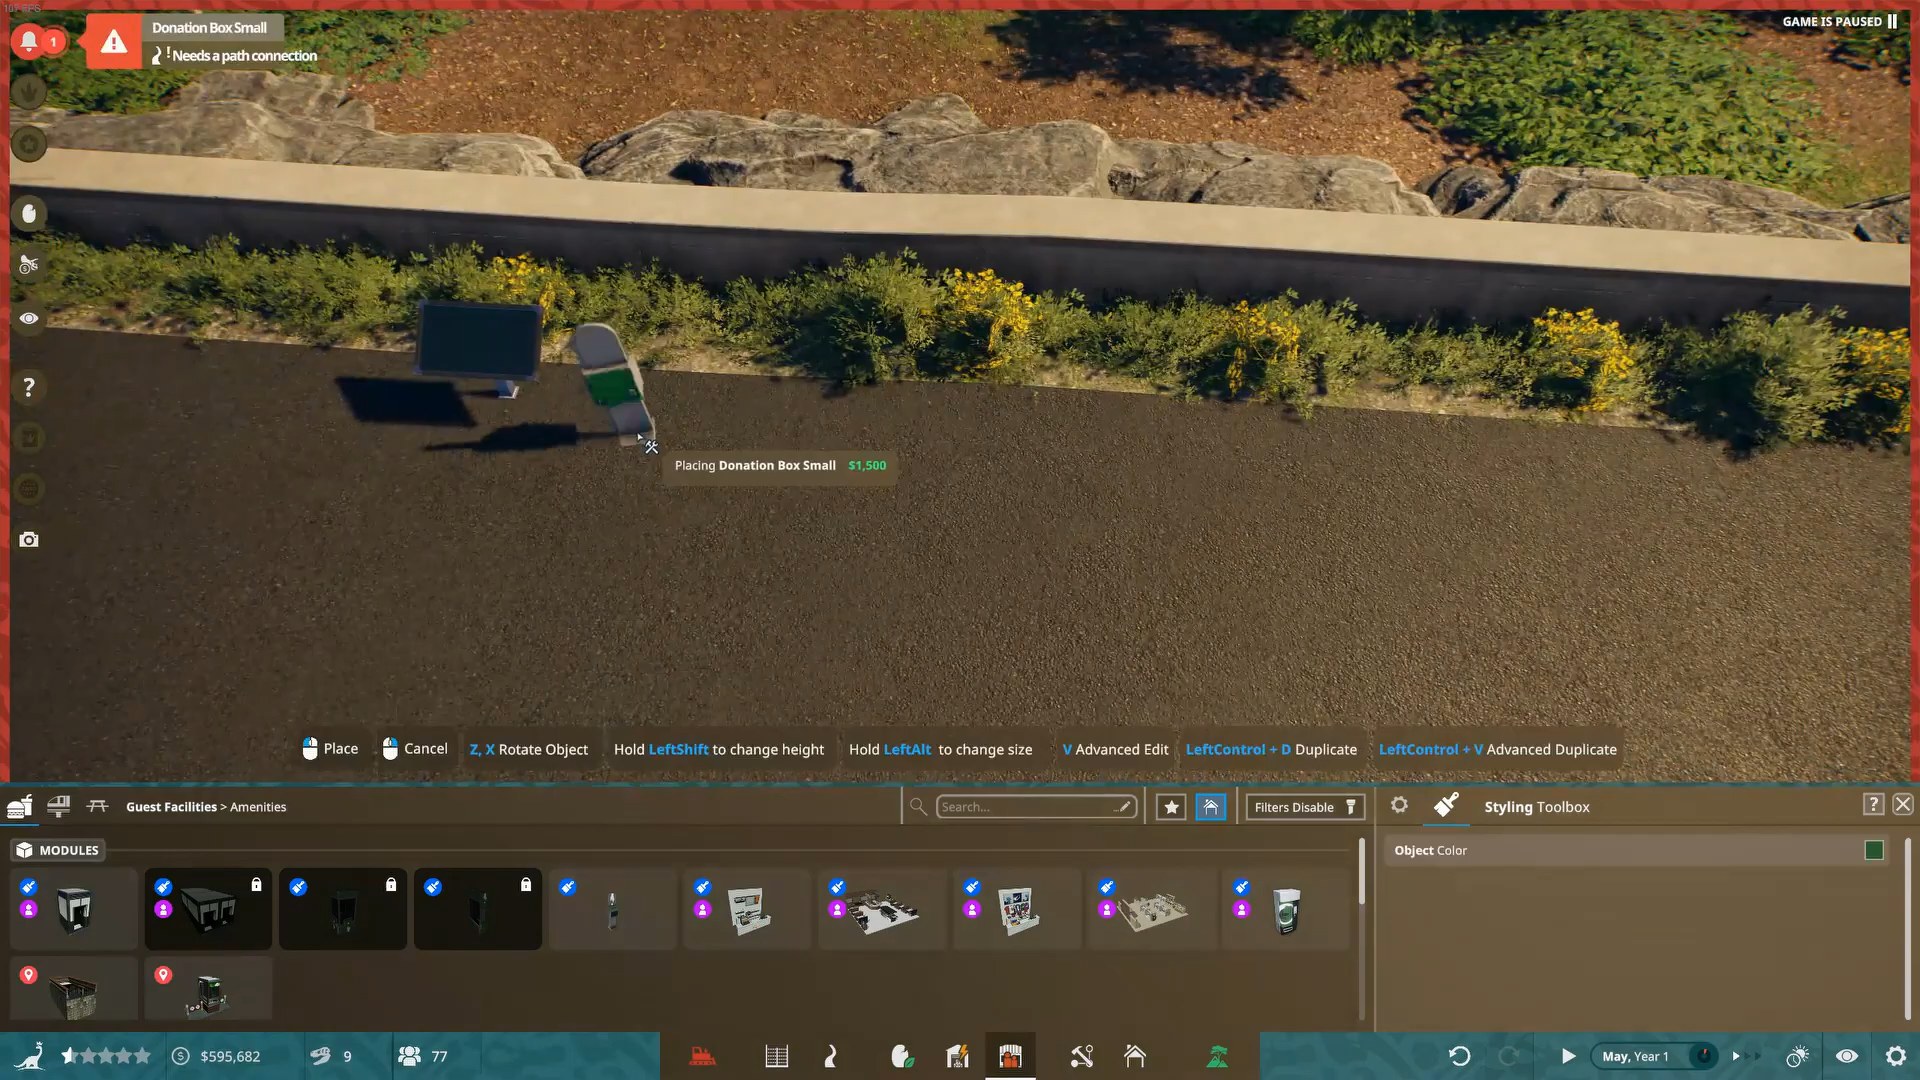 107 FPS
1
Donation Box Small
! Needs a path connection
GAME IS PAUSED
?
Placing Donation Box Small $1,500
Place
Cancel
Z, X Rotate Object
Hold LeftShift to change height
Hold LeftAlt to change size
V Advanced Edit
LeftControl + D Duplicate
LeftControl + V Advanced Duplicate
Guest Facilities > Amenities
Search...
Filters Disable
Styling Toolbox
?
MODULES
Object Color
$595,682
9
77
May, Year 1